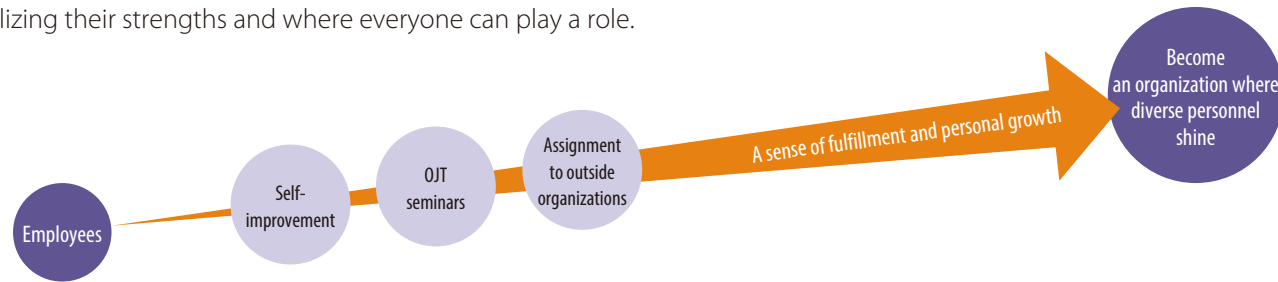 lizing their strengths and where everyone can play a role.
Become
an organization where
diverse personnel
shine
A sense of fulfillment and personal growth
Assignment
to outside
organizations
OJT
seminars
Self-
improvement
Employees